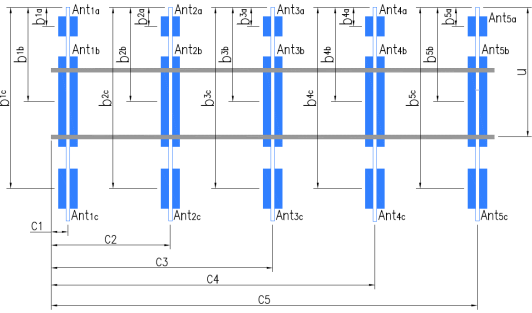 Ant1a Ant2a Ant3a Ant4a Ant5a
b1a b2a b3a b4a b5a
Ant1b Ant2b Ant3b Ant4b Ant5b
b1b b2b b3b b4b b5b
u
b1c b2c b3c b4c b5c
Ant1c Ant2c Ant3c Ant4c Ant5c
C1
C2
C3
C4
C5